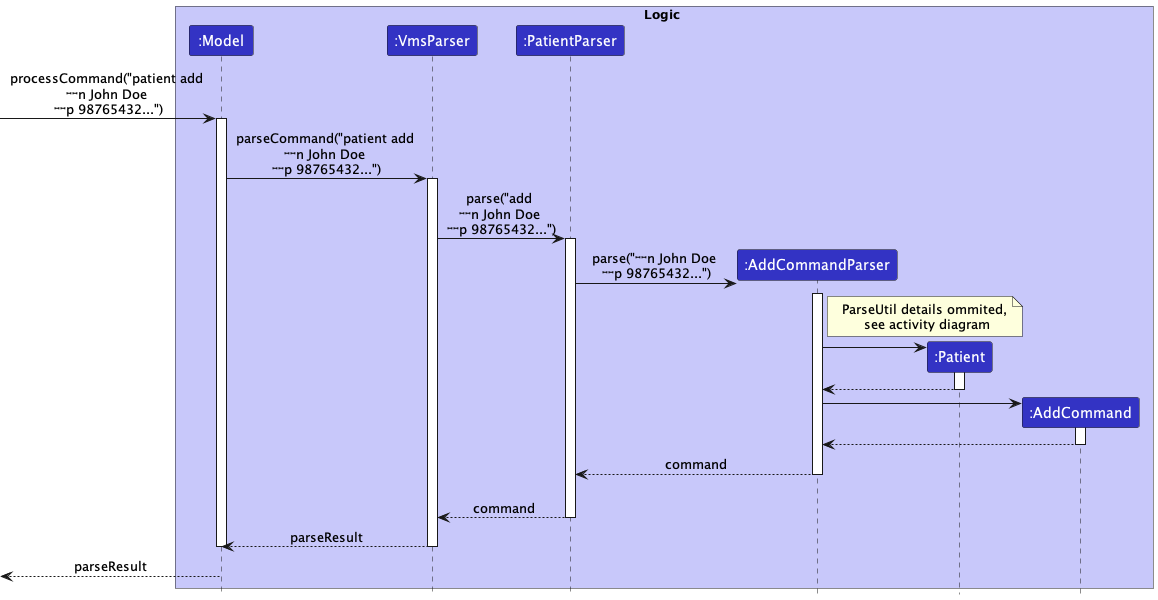 Logic
:Model
:VmsParser
:PatientParser
processCommand("patient add
--n John Doe
--p 98765432...")
parseCommand("patient add
--n John Doe
--p 98765432...")
parse("add
--n John Doe
--p 98765432...")
parse("--n John Doe
--p 98765432...")
:AddCommandParser
ParseUtil details ommited,
see activity diagram
:Patient
:AddCommand
command
command
parseResult
parseResult